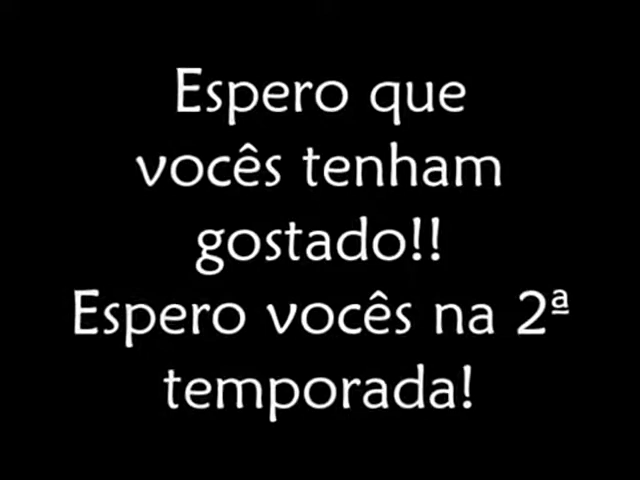 Espero que
vocês tenham
gostado!!
Espero vocês na 2ª
temporada!